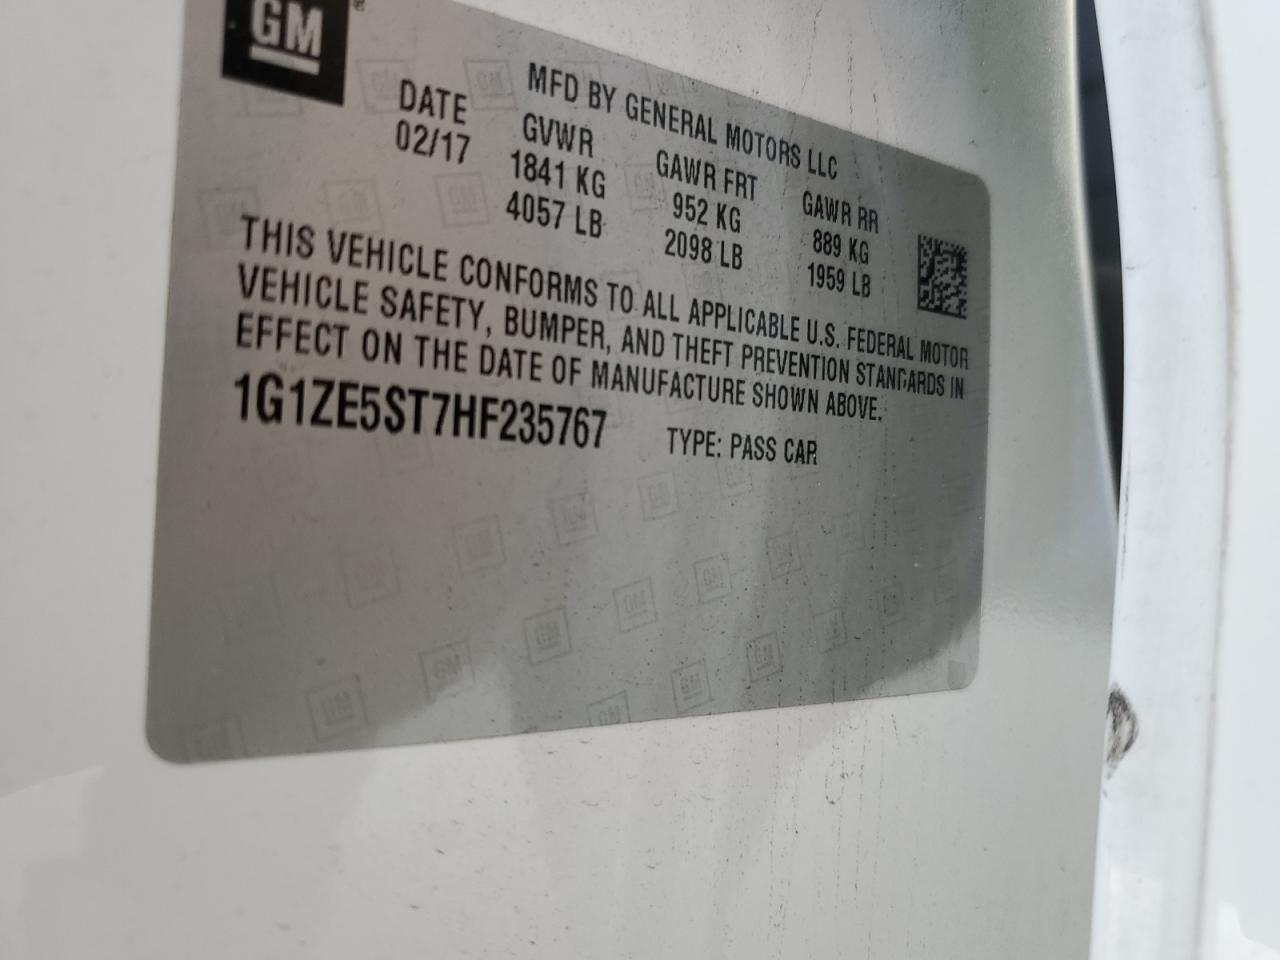 GM
MFD BY GENERAL MOTORS LLC
DATE GVWR GAWR FRT GAWR RR
02/17 1841 KG 952 KG 889 KG
4057 LB 2098 LB 1959 LB
THIS VEHICLE CONFORMS TO ALL APPLICABLE U.S. FEDERAL MOTOR
VEHICLE SAFETY, BUMPER, AND THEFT PREVENTION STANDARDS IN
EFFECT ON THE DATE OF MANUFACTURE SHOWN ABOVE.
1G1ZE5ST7HF235767 TYPE: PASS CAR